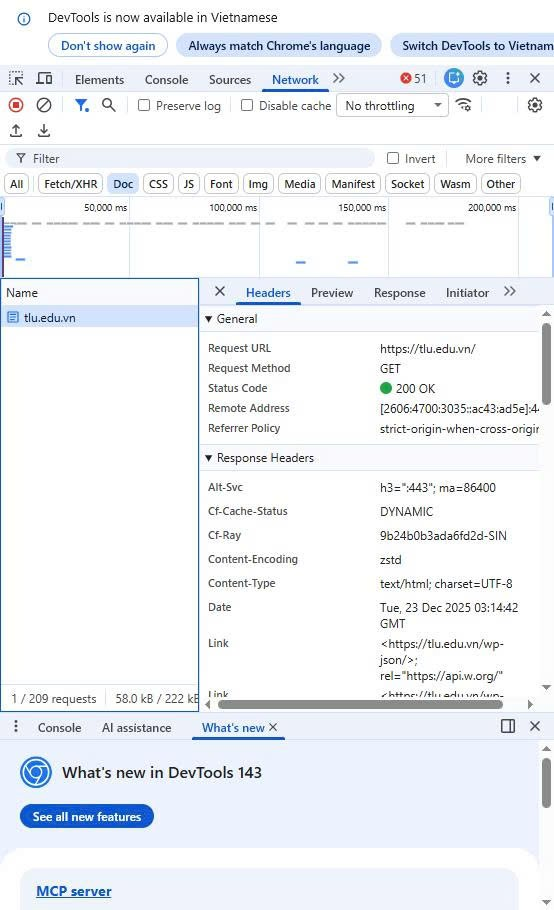 DevTools is now available in Vietnamese
Don't show again
Always match Chrome's language
Switch DevTools to Vietnam
Elements
Console
Sources
Network
51
Preserve log
Disable cache
No throttling
Filter
Invert
More filters
All
Fetch/XHR
Doc
CSS
JS
Font
Img
Media
Manifest
Socket
Wasm
Other
50,000 ms
100,000 ms
150,000 ms
200,000 ms
Name
tlu.edu.vn
1 / 209 requests
58.0 kB / 222 kB
Headers
Preview
Response
Initiator
General
Request URL
https://tlu.edu.vn/
Request Method
GET
Status Code
200 OK
Remote Address
[2606:4700:3035::ac43:ad5e]:4
Referrer Policy
strict-origin-when-cross-origin
Response Headers
Alt-Svc
h3=":443"; ma=86400
Cf-Cache-Status
DYNAMIC
Cf-Ray
9b24b0b3ada6fd2d-SIN
Content-Encoding
zstd
Content-Type
text/html; charset=UTF-8
Date
Tue, 23 Dec 2025 03:14:42
GMT
Link
<https://tlu.edu.vn/wp-
json/>;
rel="https://api.w.org/"
Link
<https://tlu.edu.vn/wp-
Console
AI assistance
What's new
What's new in DevTools 143
See all new features
MCP server